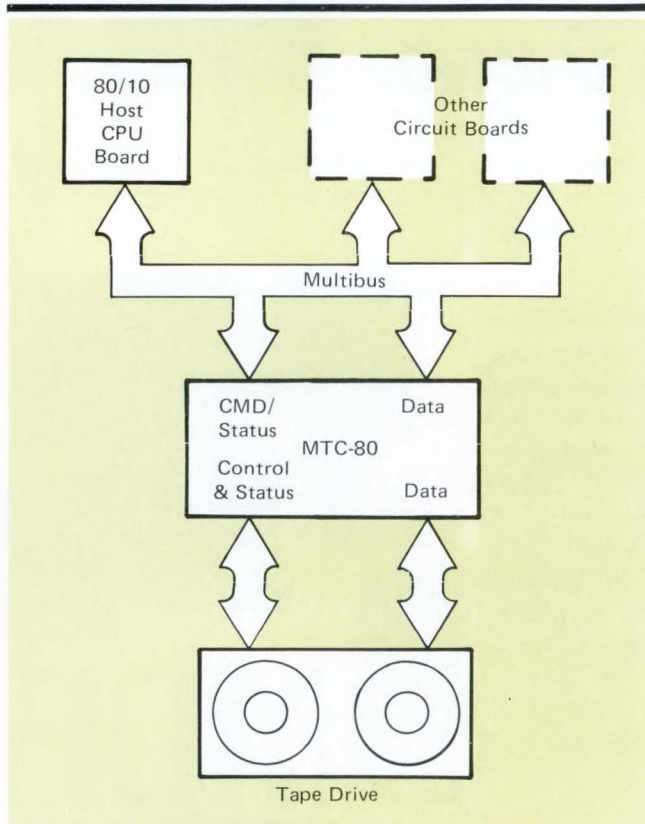 80/10
Host
CPU
Board
Other
Circuit Boards
Multibus
CMD/
Status
Data
MTC-80
Control
& Status
Data
Tape Drive